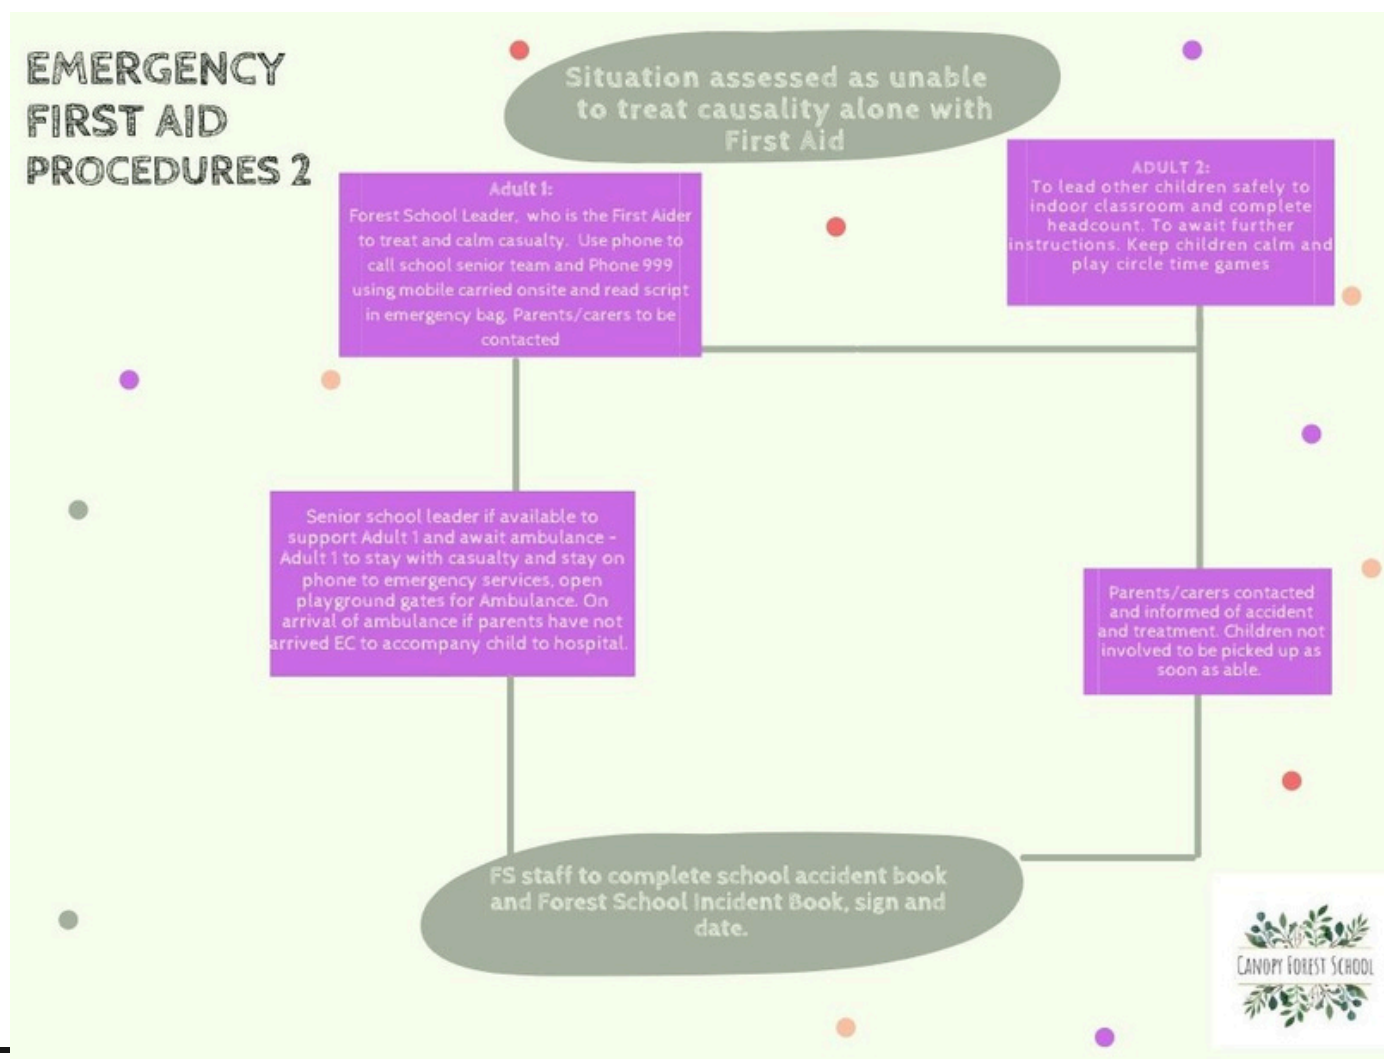 EMERGENCY
FIRST AID
PROCEDURES 2
Situation assessed as unable
to treat causality alone with
First Aid
Adult 1:
Forest School Leader, who is the First Aider
to treat and calm casualty. Use phone to
call school senior team and Phone 999
using mobile carried onsite and read script
in emergency bag. Parents/carers to be
contacted
ADULT 2:
To lead other children safely to
indoor classroom and complete
headcount. To await further
instructions. Keep children calm and
play circle time games
Senior school leader if available to
support Adult 1 and await ambulance -
Adult 1 to stay with casualty and stay on
phone to emergency services, open
playground gates for Ambulance. On
arrival of ambulance if parents have not
arrived EC to accompany child to hospital.
Parents/carers contacted
and informed of accident
and treatment. Children not
involved to be picked up as
soon as able.
FS staff to complete school accident book
and Forest School Incident Book, sign and
date.
CANOPY FOREST SCHOOL